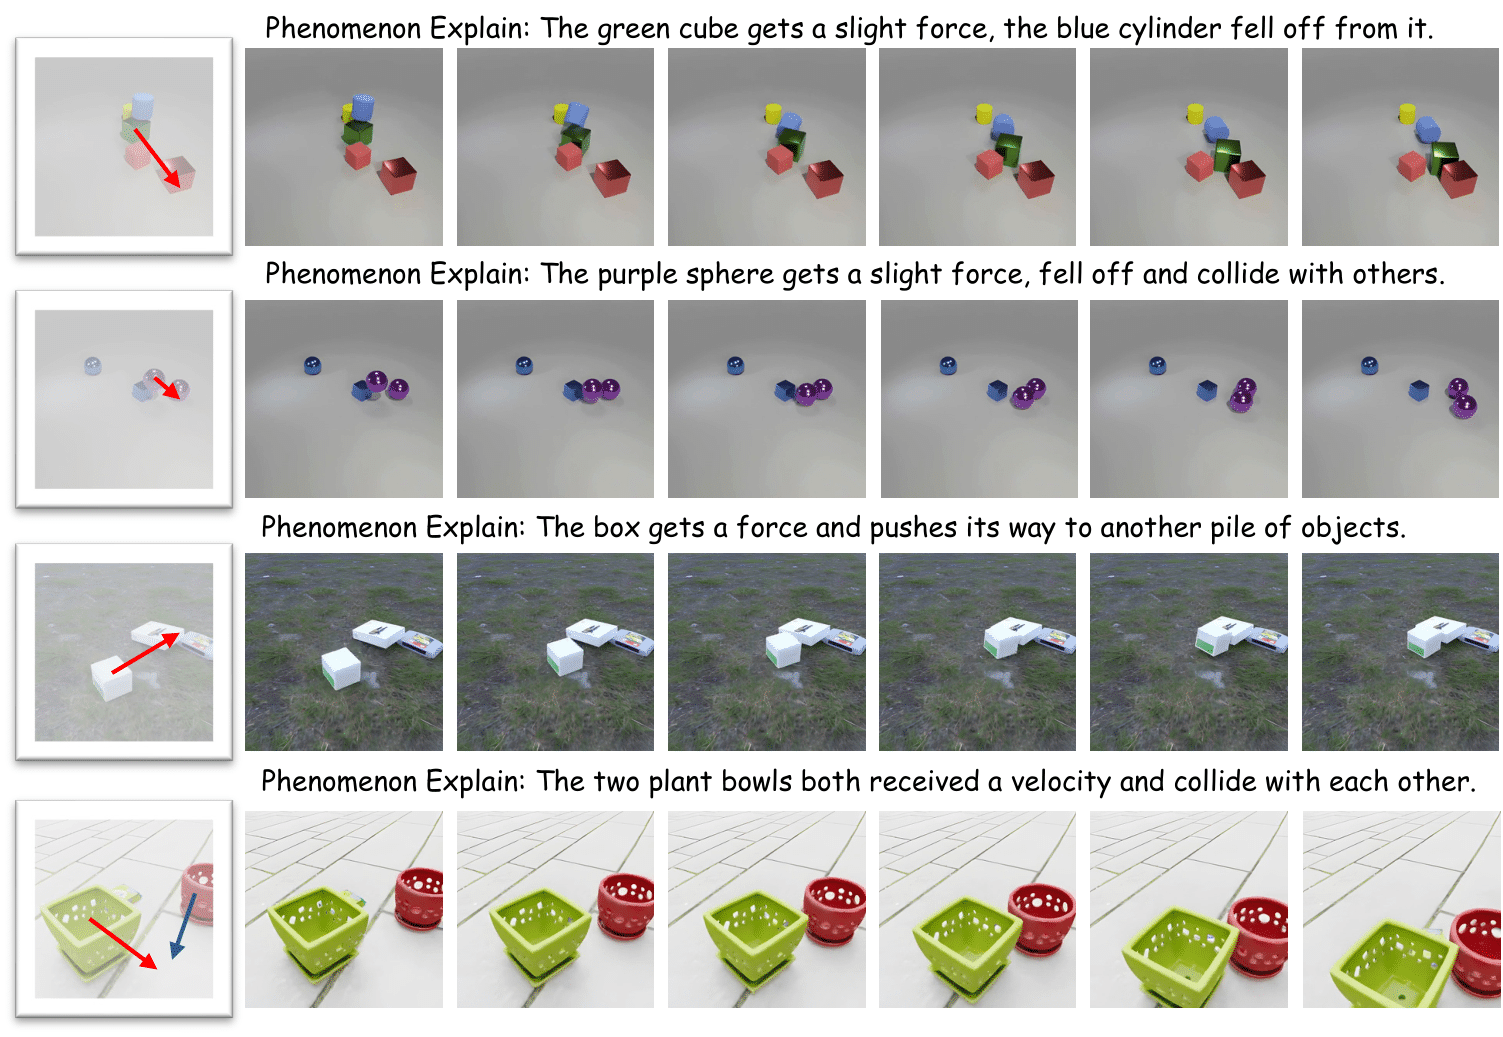 Phenomenon Explain: The green cube gets a slight force, the blue cylinder fell off from it.
Phenomenon Explain: The purple sphere gets a slight force, fell off and collide with others.
Phenomenon Explain: The box gets a force and pushes its way to another pile of objects.
Phenomenon Explain: The two plant bowls both received a velocity and collide with each other.